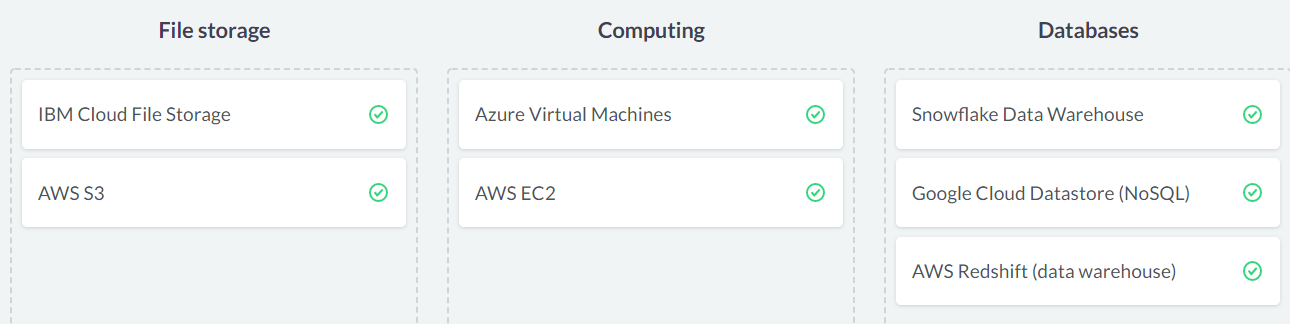 File storage
Computing
Databases
IBM Cloud File Storage
Azure Virtual Machines
Snowflake Data Warehouse
AWS S3
AWS EC2
Google Cloud Datastore (NoSQL)
AWS Redshift (data warehouse)